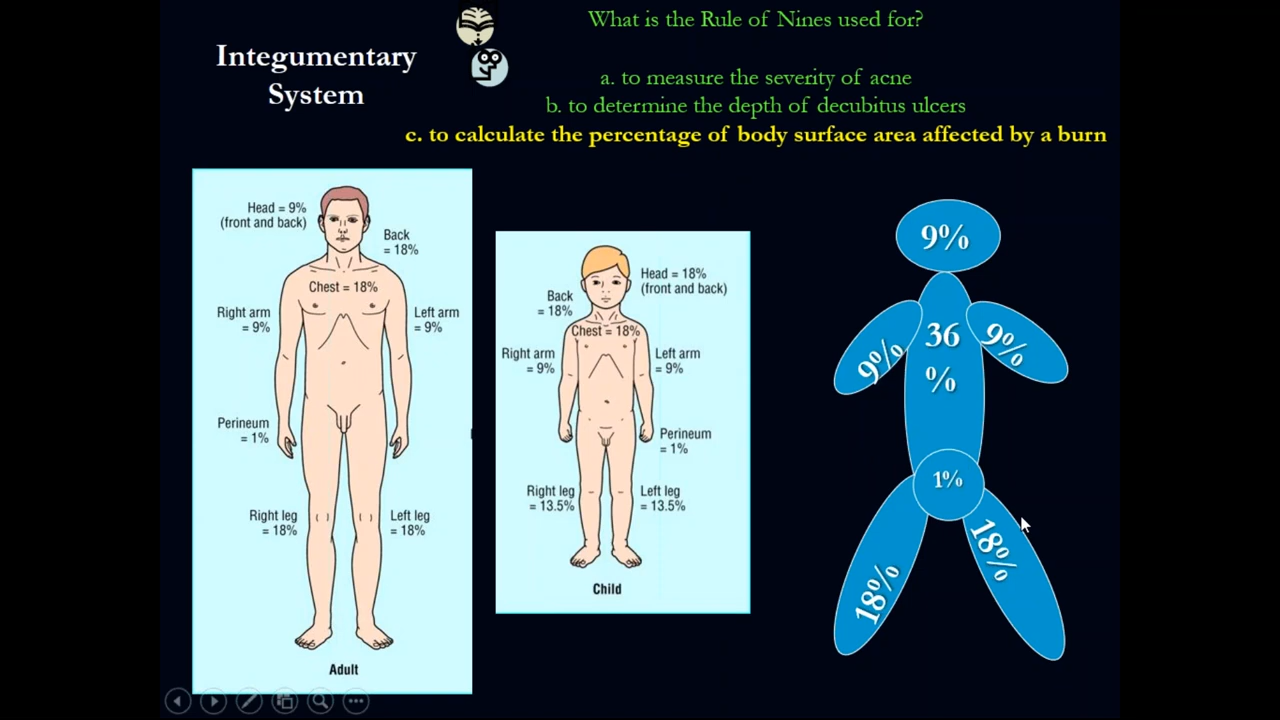 Integumentary
System
What is the Rule of Nines used for?
a. to measure the severity of acne
b. to determine the depth of decubitus ulcers
c. to calculate the percentage of body surface area affected by a burn
Head = 9%
(front and back)
Back
= 18%
Chest = 18%
Right arm
= 9%
Left arm
= 9%
Perineum
= 1%
Right leg
= 18%
Left leg
= 18%
Adult
Head = 18%
(front and back)
Back
= 18%
Chest = 18%
Right arm
= 9%
Left arm
= 9%
Perineum
= 1%
Right leg
= 13.5%
Left leg
= 13.5%
Child
9%
9%
36
%
9%
1%
18%
18%